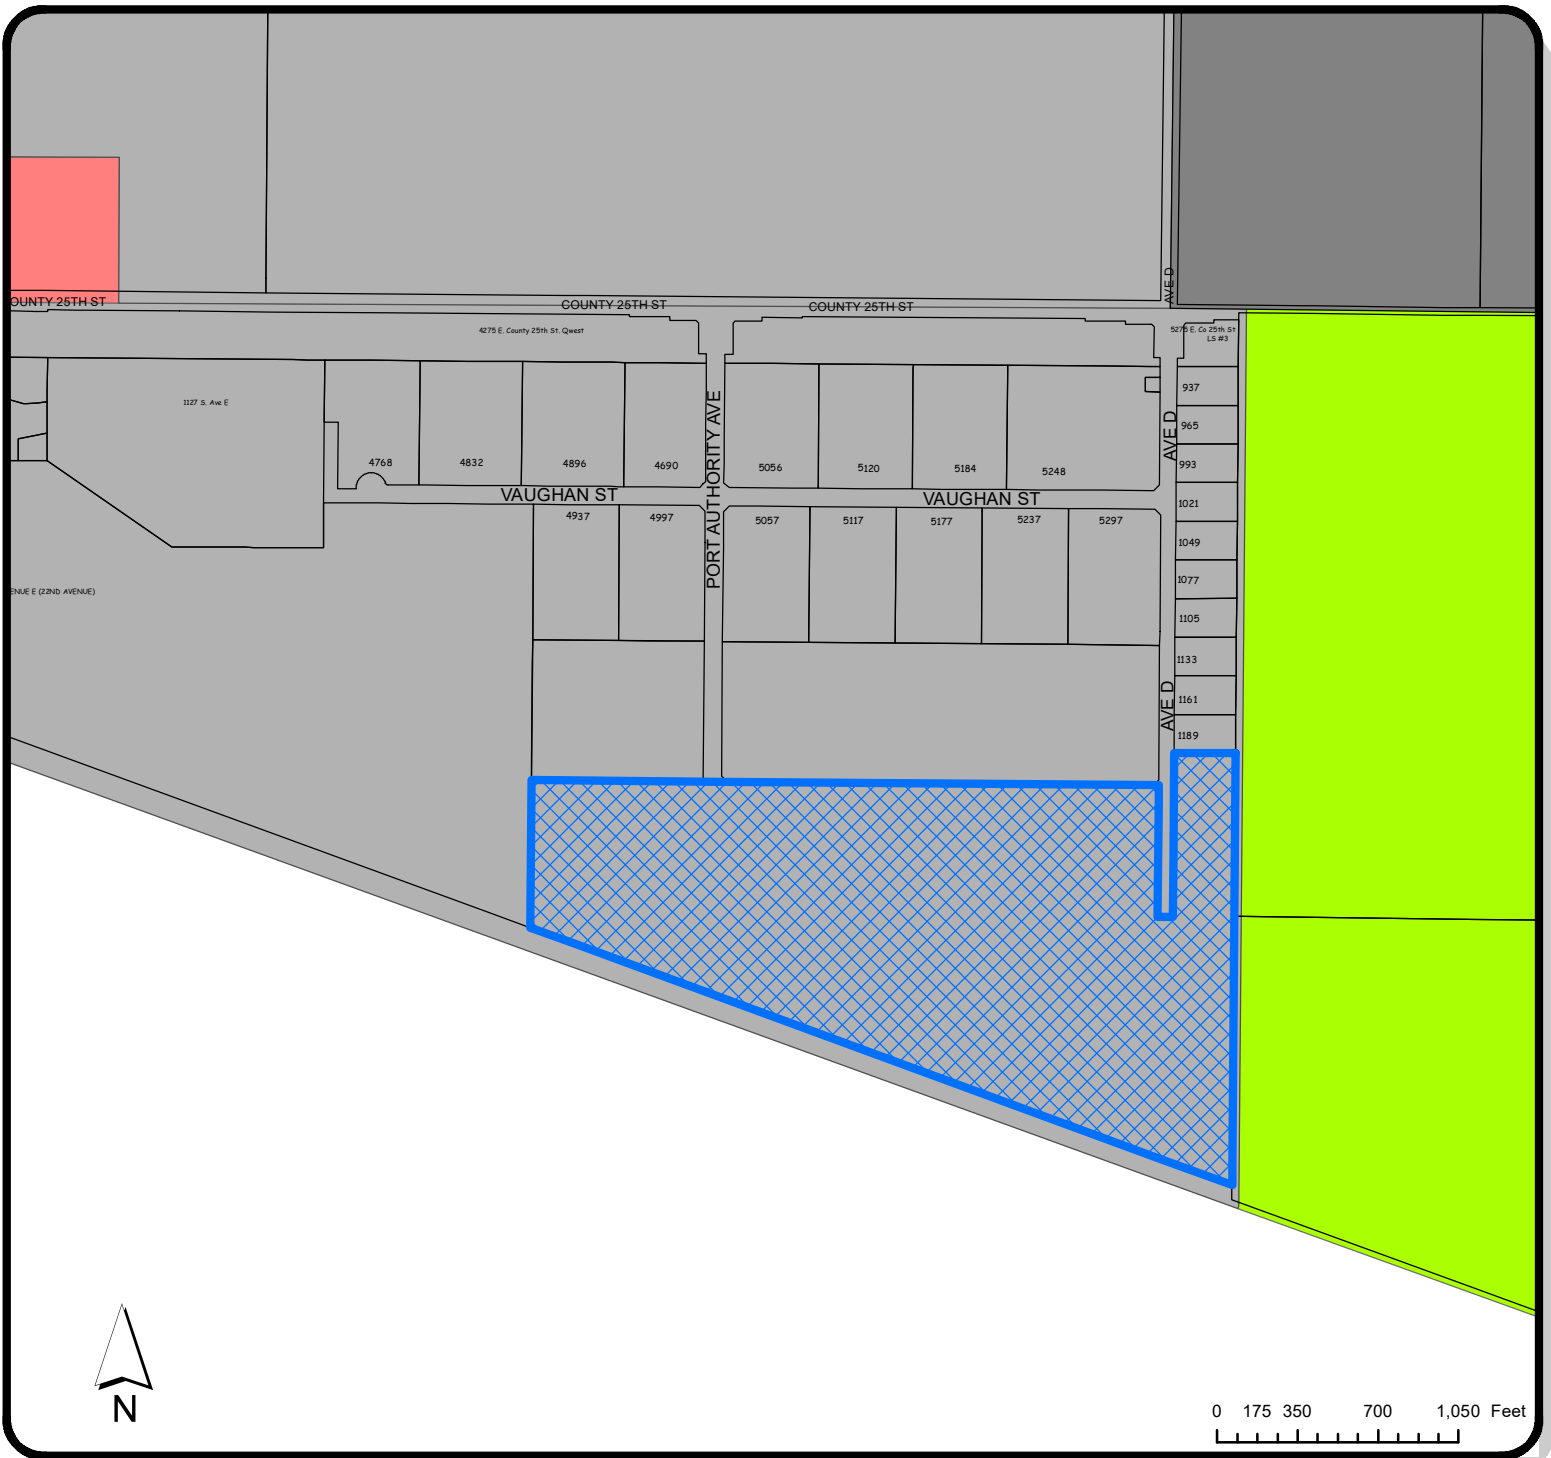 AVE D
OUNTY 25TH ST
COUNTY 25TH ST
COUNTY 25TH ST
4275 E. County 25th St. Qwest
5275 E. Co 25th St
LS #3
1127 S. Ave E
937
965
993
1021
1049
1077
1105
1133
1161
1189
AVE D
AVE D
PORT AUTHORITY AVE
4768
4832
4896
4690
5056
5120
5184
5248
VAUGHAN ST
VAUGHAN ST
4937
4997
5057
5117
5177
5237
5297
ENUE E (22ND AVENUE)
N
0 175 350 700 1,050 Feet